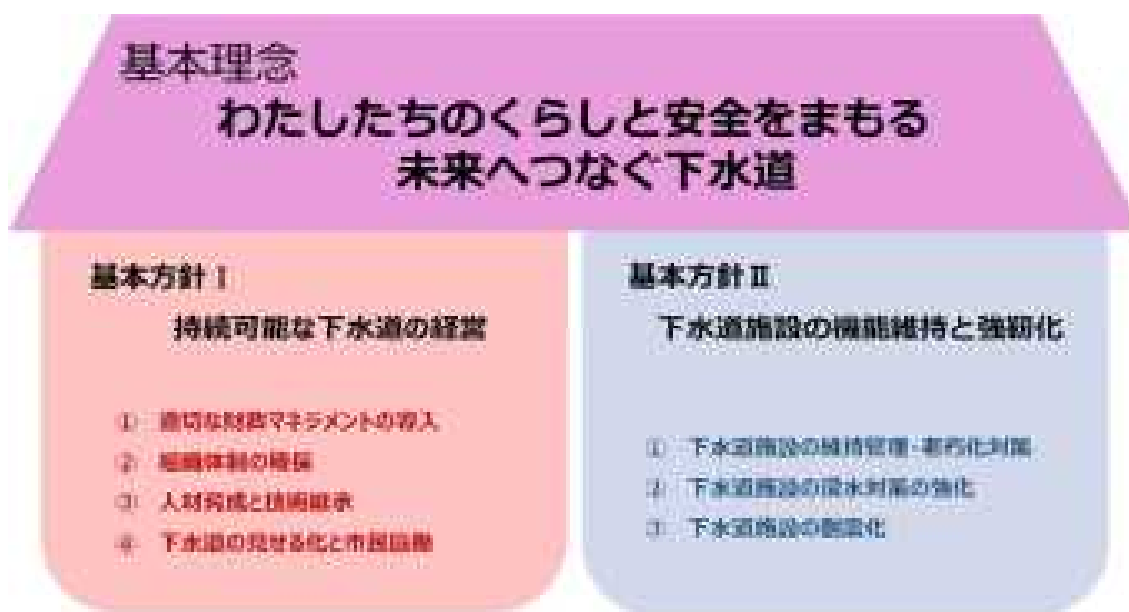 基本理念
わたしたちのくらしと安全をまもる
未来へつなぐ下水道
基本方針Ⅰ
持続可能な下水道の経営
① 適切な財政マネジメントの導入
② 組織体制の確保
③ 人材育成と技術継承
④ 下水道の見せる化と市民協働
基本方針Ⅱ
下水道施設の機能維持と強靭化
① 下水道施設の維持管理・老朽化対策
② 下水道施設の浸水対策の強化
③ 下水道施設の耐震化